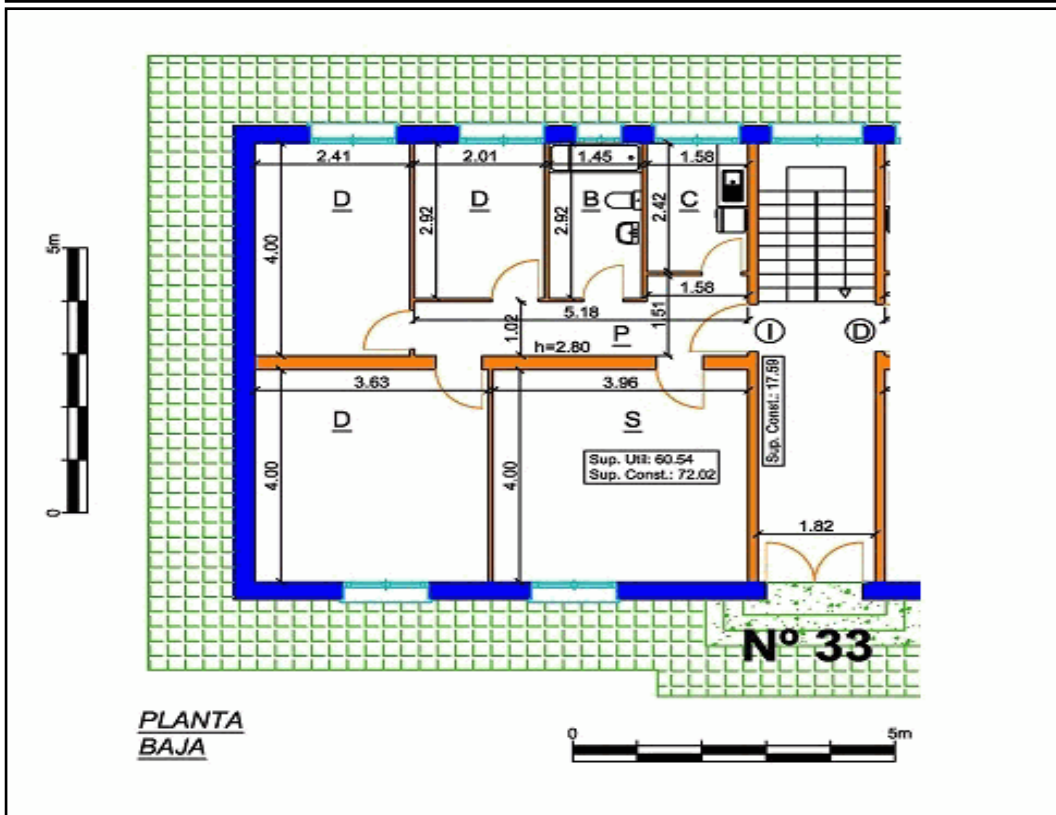 2.41
2.01
1.45
1.58
D
D
B
C
2.92
2.92
2.42
4.00
1.58
5.18
1.51
1.02
P
h=2.80
I
D
3.63
3.96
D
S
Sup. Const.: 17.59
Sup. Util: 60.54
Sup. Const.: 72.02
4.00
4.00
1.82
5m
0
Nº 33
PLANTA
BAJA
0
5m